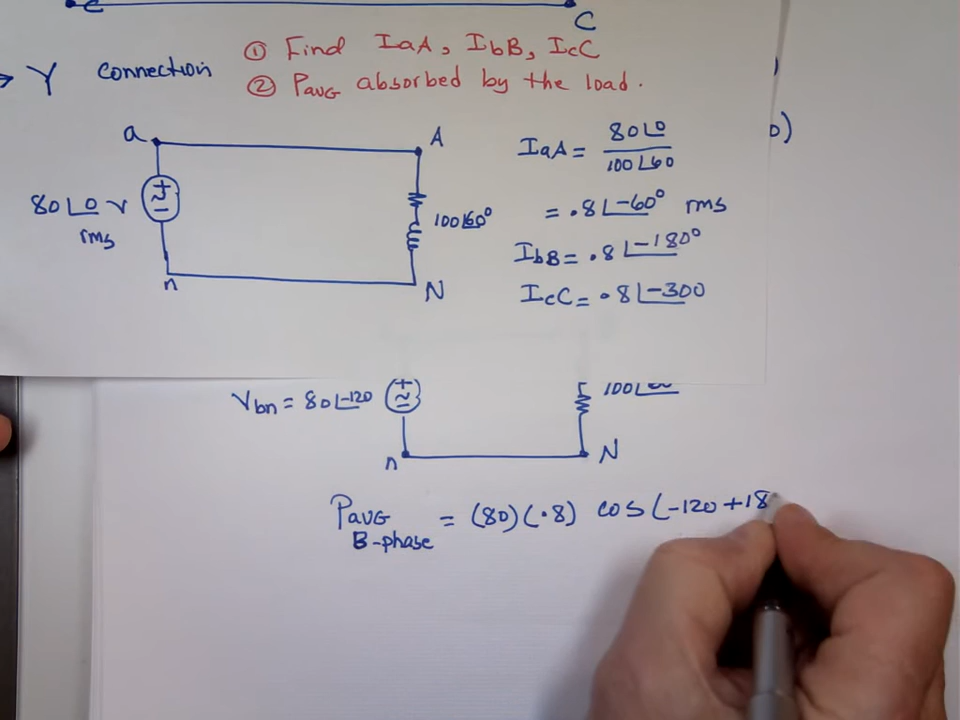 C C
① Find IaA, IbB, IcC
→ Y connection
② PAVG absorbed by the load.
a A
IaA = 80∠0 / 100∠60
80∠0 V
rms
100∠60°
= .8∠-60° rms
IbB = .8∠-180°
IcC = .8∠-300
n N
Vbn = 80∠-120
n N
PAVG = (80)(.8) cos(-120+18
B-phase